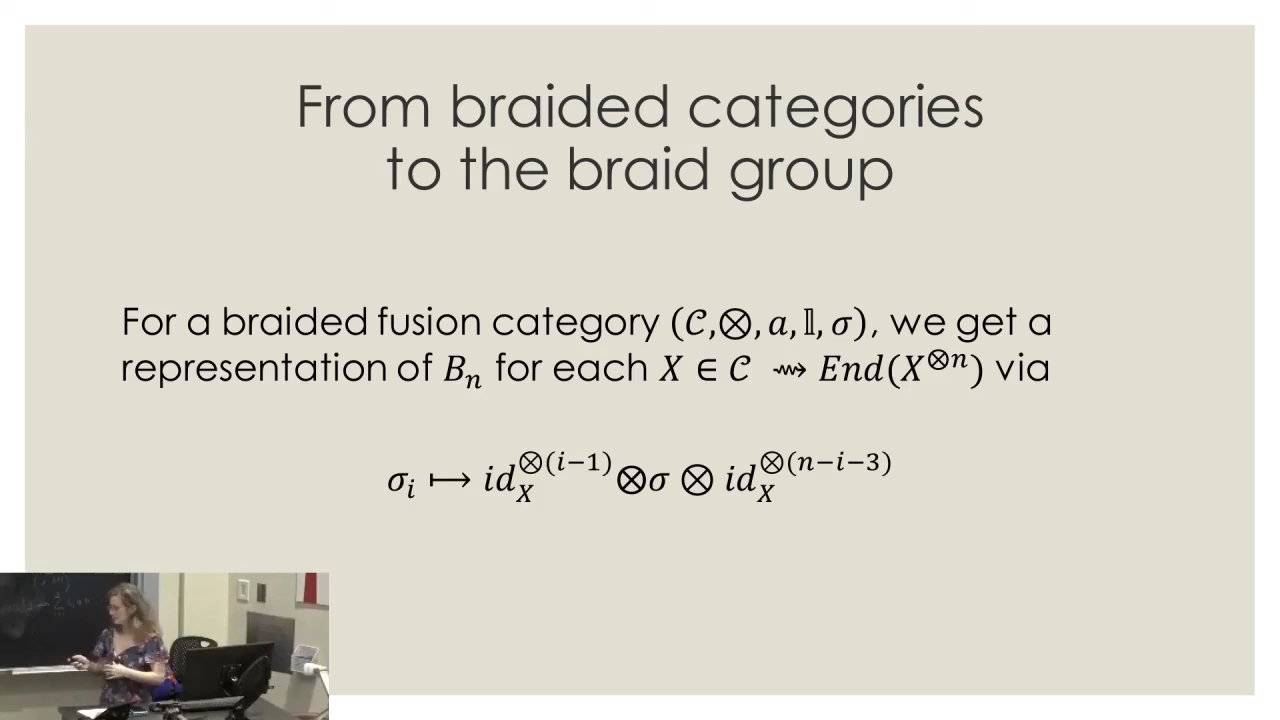 From braided categories
to the braid group
For a braided fusion category (𝒞,⊗,a,𝟙,σ), we get a
representation of Bₙ for each X ∈ 𝒞 ⇝ End(X^{⊗n}) via
σᵢ ⟼ id_X^{⊗(i−1)}⊗σ ⊗ id_X^{⊗(n−i−3)}